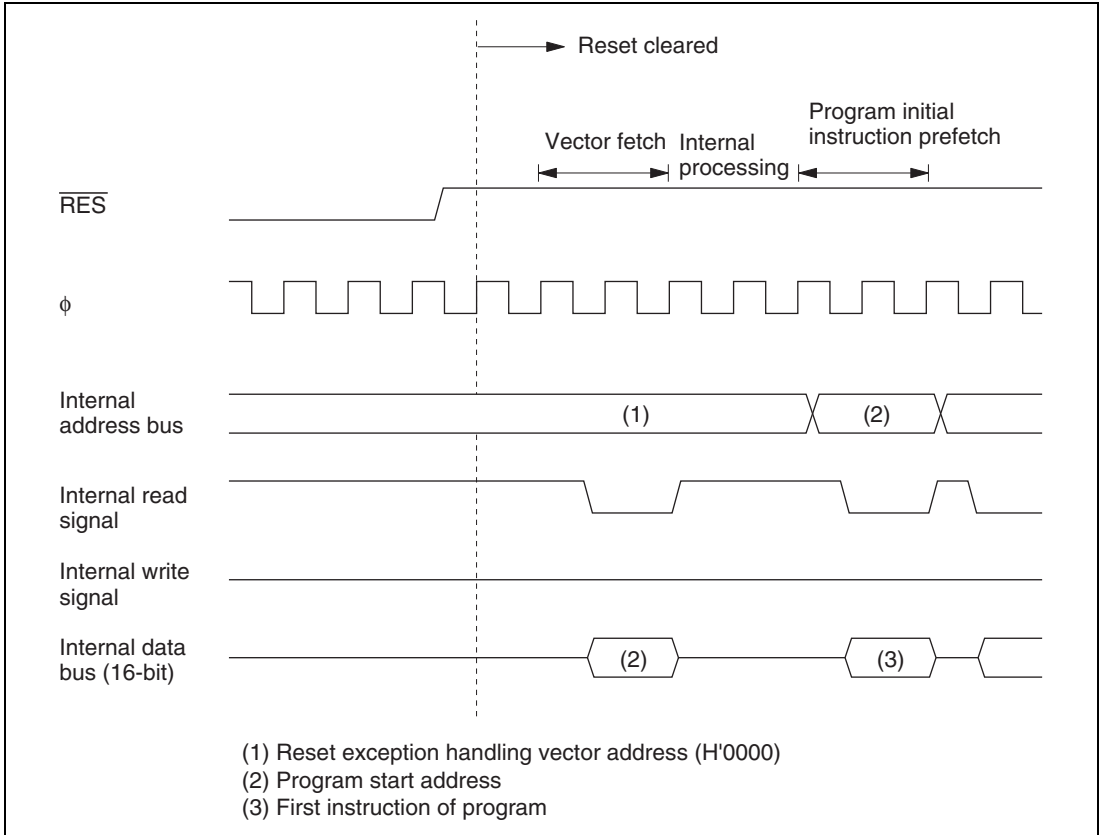 Reset cleared
Program initial
instruction prefetch
Vector fetch
Internal
processing
RES
ϕ
Internal
address bus
(1)
(2)
Internal read
signal
Internal write
signal
Internal data
bus (16-bit)
(2)
(3)
(1) Reset exception handling vector address (H'0000)
(2) Program start address
(3) First instruction of program